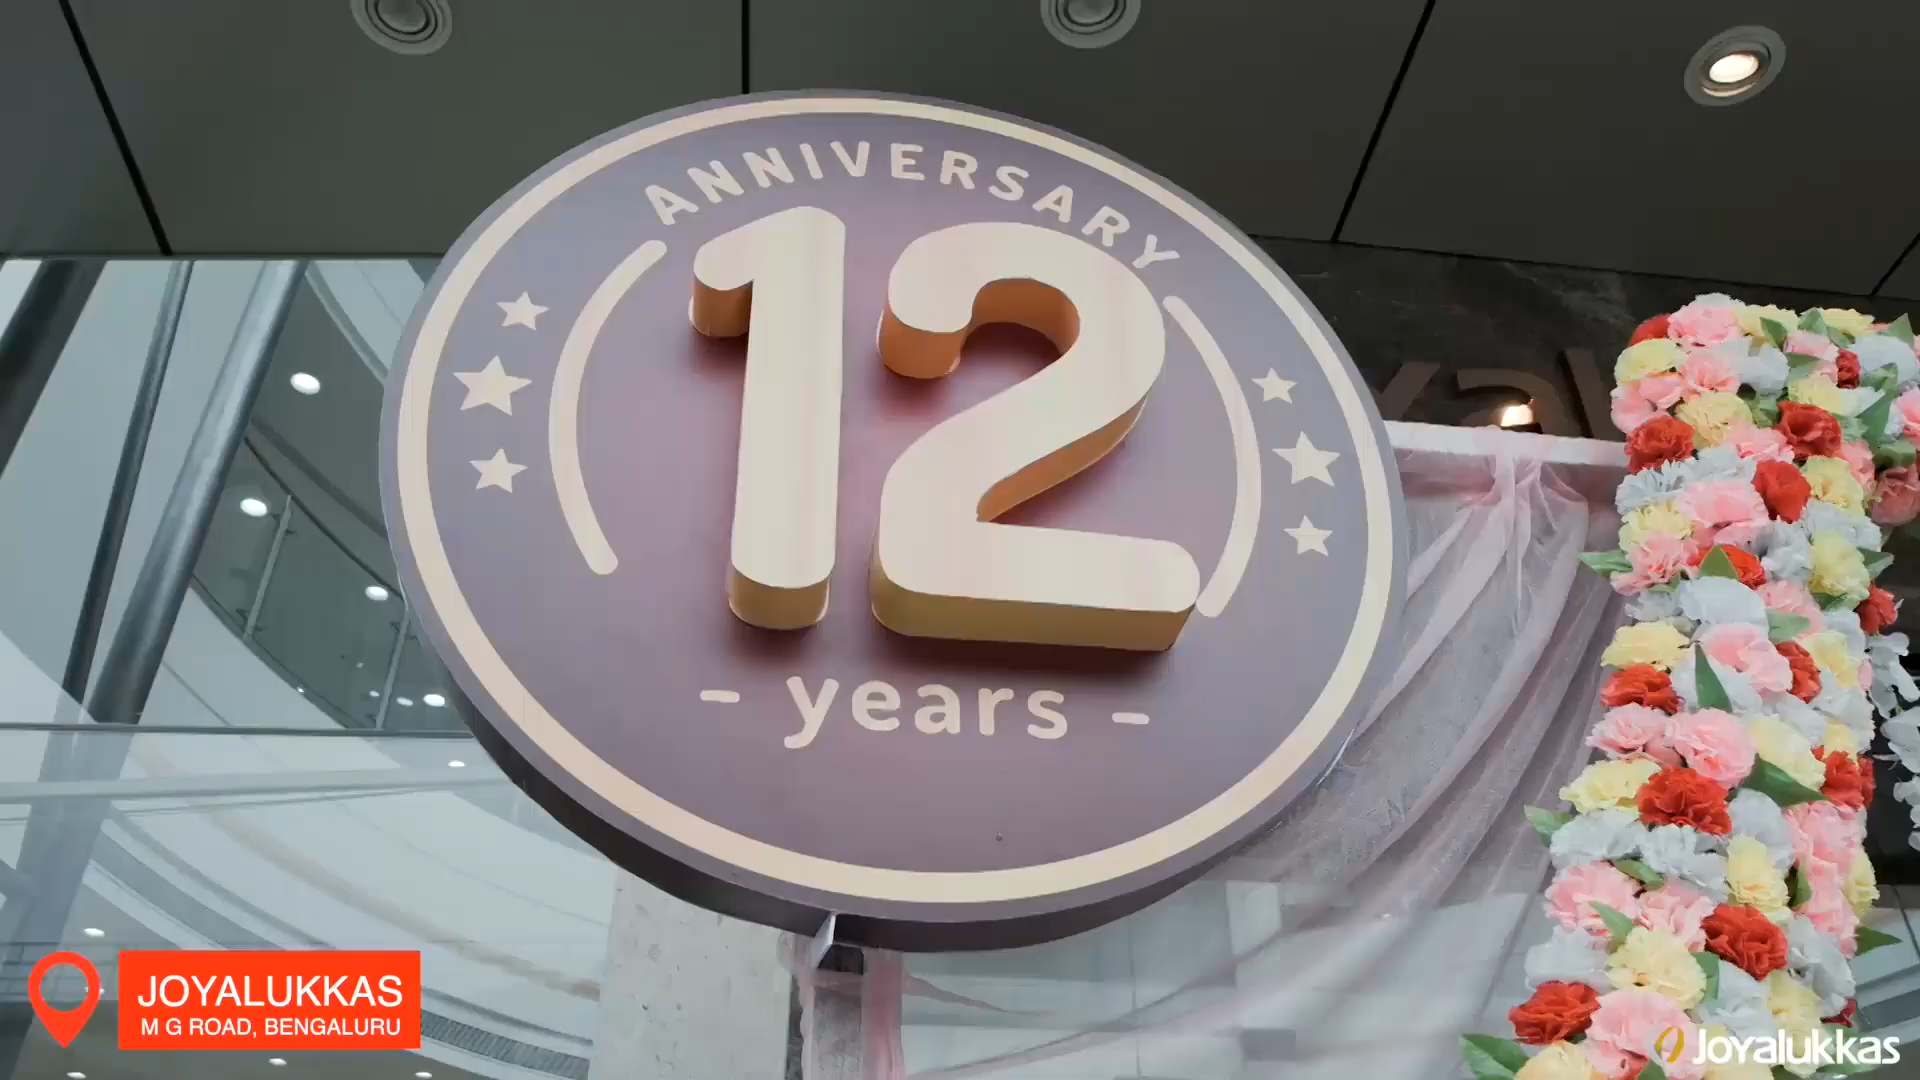 ANNIVERSARY
12
- years -
JOYALUKKAS
M G ROAD, BENGALURU
Joyalukkas